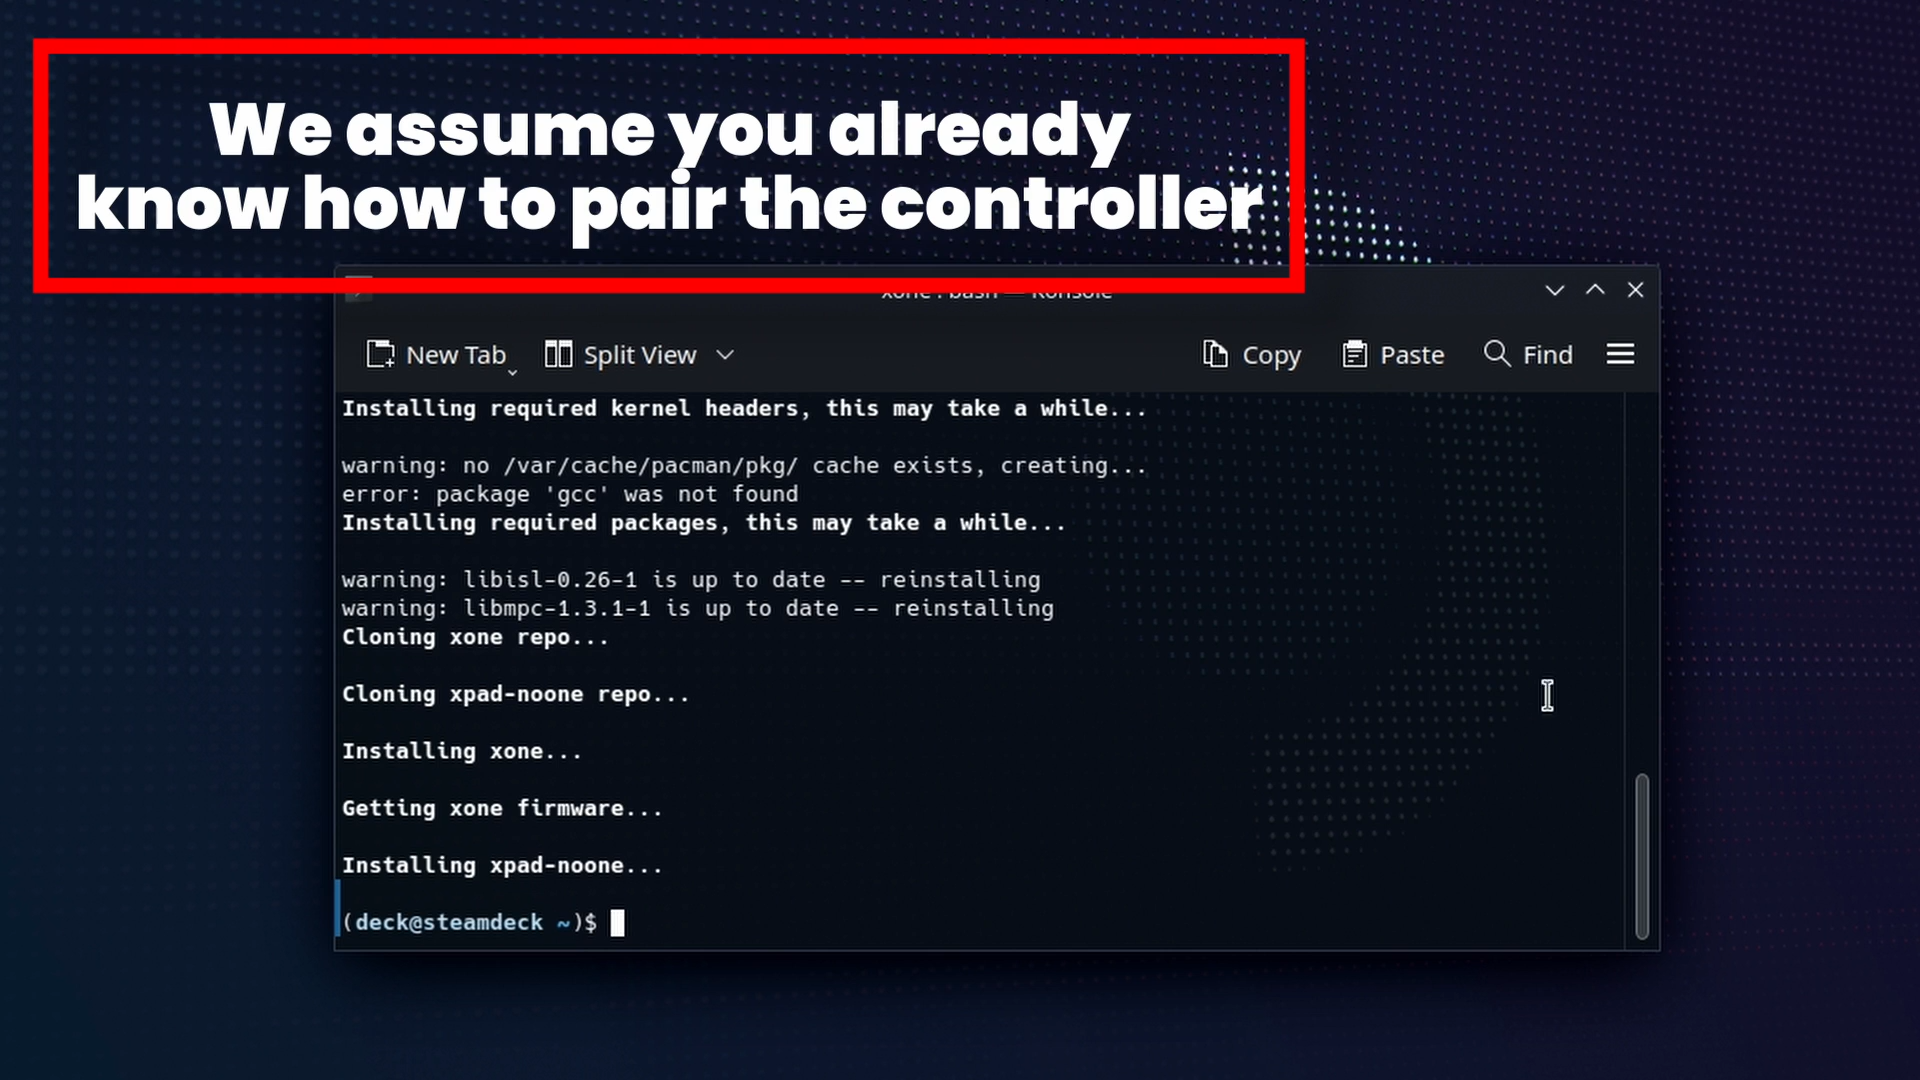 We assume you already
know how to pair the controller
xone : bash — Konsole
New Tab Split View Copy Paste Find
Installing required kernel headers, this may take a while...
warning: no /var/cache/pacman/pkg/ cache exists, creating...
error: package 'gcc' was not found
Installing required packages, this may take a while...
warning: libisl-0.26-1 is up to date -- reinstalling
warning: libmpc-1.3.1-1 is up to date -- reinstalling
Cloning xone repo...
Cloning xpad-noone repo...
Installing xone...
Getting xone firmware...
Installing xpad-noone...
(deck@steamdeck ~)$